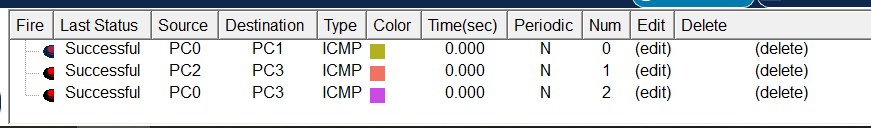 Fire Last Status Source Destination Type Color Time(sec) Periodic Num Edit Delete
Successful PC0 PC1 ICMP 0.000 N 0 (edit) (delete)
Successful PC2 PC3 ICMP 0.000 N 1 (edit) (delete)
Successful PC0 PC3 ICMP 0.000 N 2 (edit) (delete)